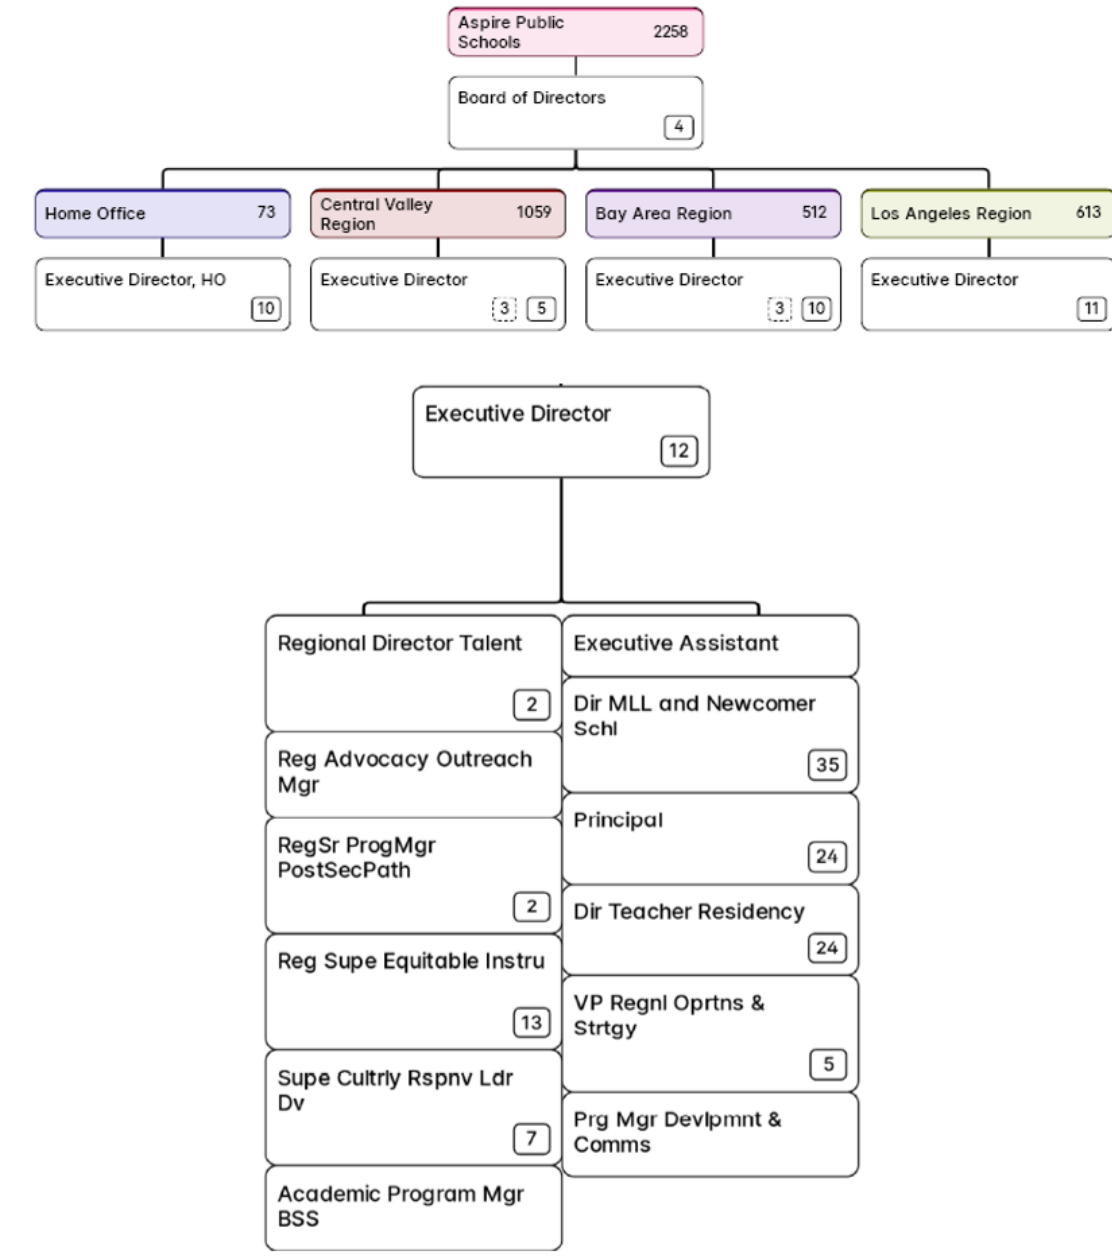 Aspire Public
Schools
2258
Board of Directors
4
Home Office
73
Central Valley
Region
1059
Bay Area Region
512
Los Angeles Region
613
Executive Director, HO
10
Executive Director
3
5
Executive Director
3
10
Executive Director
11
Executive Director
12
Regional Director Talent
2
Reg Advocacy Outreach
Mgr
RegSr ProgMgr
PostSecPath
2
Reg Supe Equitable Instru
13
Supe Cultrly Rspnv Ldr
Dv
7
Academic Program Mgr
BSS
Executive Assistant
Dir MLL and Newcomer
Schl
35
Principal
24
Dir Teacher Residency
24
VP Regnl Oprtns &
Strtgy
5
Prg Mgr Devlpmnt &
Comms